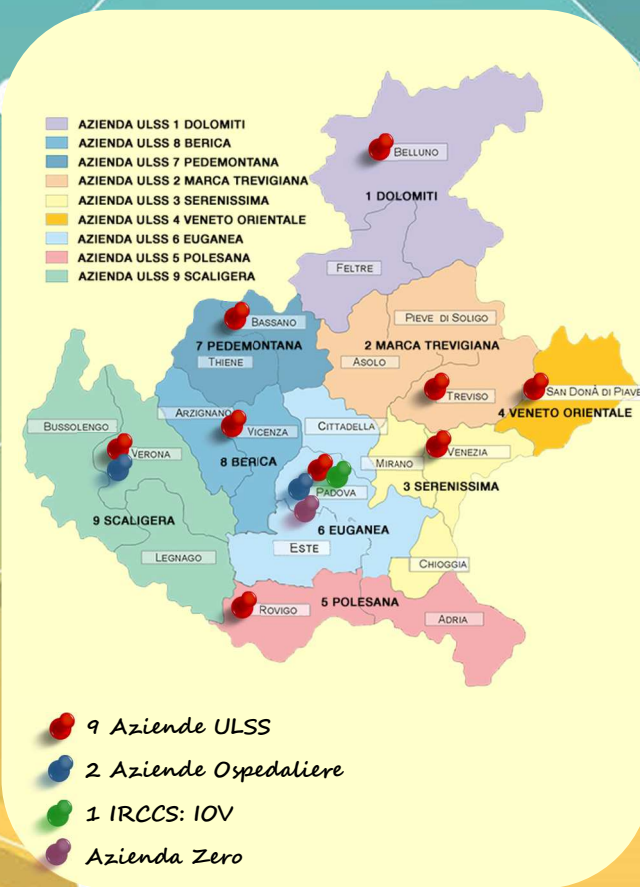 AZIENDA ULSS 1 DOLOMITI
AZIENDA ULSS 8 BERICA
AZIENDA ULSS 7 PEDEMONTANA
AZIENDA ULSS 2 MARCA TREVIGIANA
AZIENDA ULSS 3 SERENISSIMA
AZIENDA ULSS 4 VENETO ORIENTALE
AZIENDA ULSS 6 EUGANEA
AZIENDA ULSS 5 POLESANA
AZIENDA ULSS 9 SCALIGERA
BELLUNO
1 DOLOMITI
FELTRE
BASSANO
PIEVE DI SOLIGO
7 PEDEMONTANA
2 MARCA TREVIGIANA
THIENE
ASOLO
TREVISO
SAN DONÀ DI PIAVE
4 VENETO ORIENTALE
ARZIGNANO
VICENZA
CITTADELLA
BUSSOLENGO
VERONA
8 BERICA
MIRANO
VENEZIA
3 SERENISSIMA
PADOVA
9 SCALIGERA
6 EUGANEA
ESTE
LEGNAGO
CHIOGGIA
ROVIGO
5 POLESANA
ADRIA
9 Aziende ULSS
2 Aziende Ospedaliere
1 IRCCS: IOV
Azienda Zero